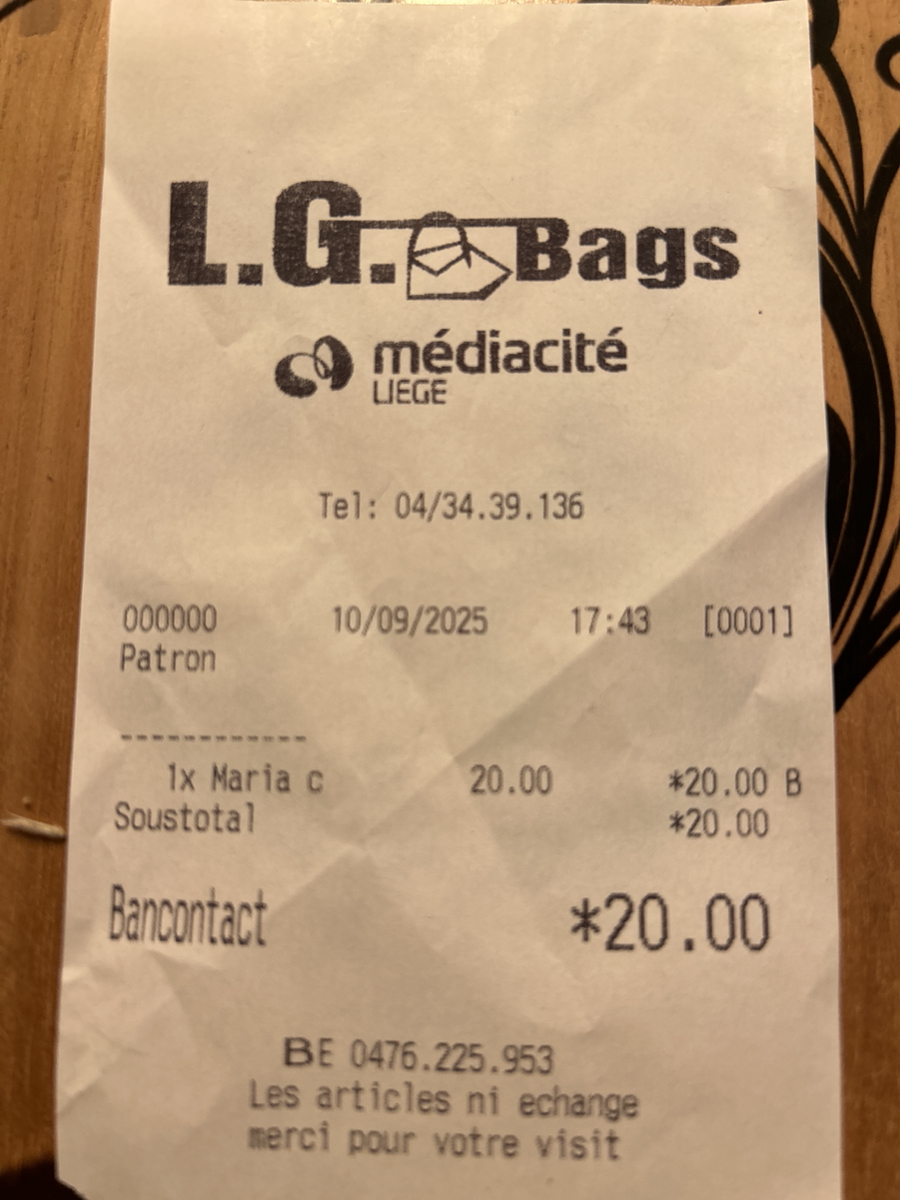 L.G. Bags
médiacité
LIEGE
Tel: 04/34.39.136
000000 10/09/2025 17:43 [0001]
Patron
------------
1x Maria c 20.00 *20.00 B
Soustotal *20.00
Bancontact *20.00
BE 0476.225.953
Les articles ni echange
merci pour votre visit